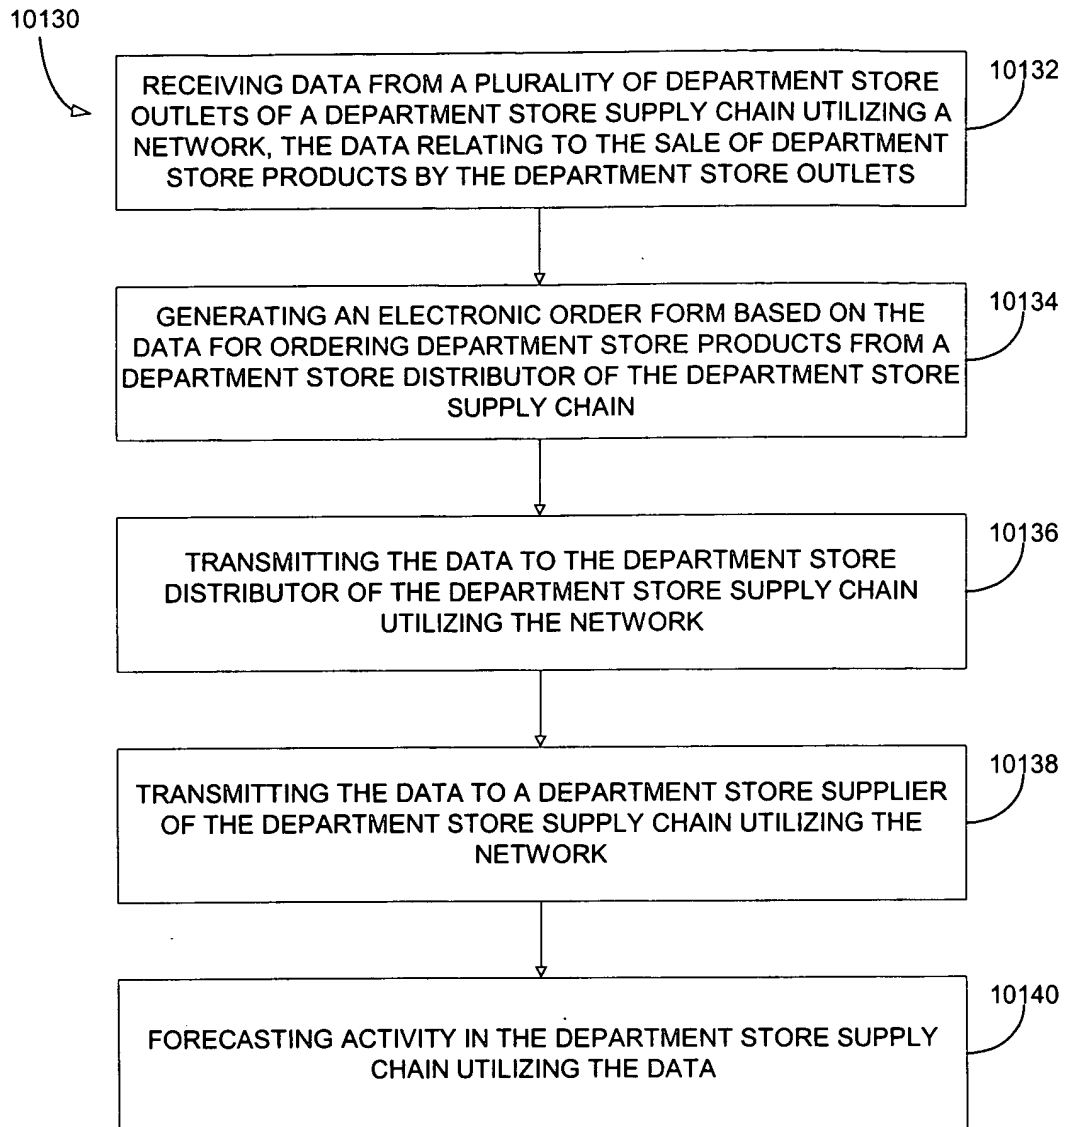 10130
RECEIVING DATA FROM A PLURALITY OF DEPARTMENT STORE
OUTLETS OF A DEPARTMENT STORE SUPPLY CHAIN UTILIZING A
NETWORK, THE DATA RELATING TO THE SALE OF DEPARTMENT
STORE PRODUCTS BY THE DEPARTMENT STORE OUTLETS
10132
GENERATING AN ELECTRONIC ORDER FORM BASED ON THE
DATA FOR ORDERING DEPARTMENT STORE PRODUCTS FROM A
DEPARTMENT STORE DISTRIBUTOR OF THE DEPARTMENT STORE
SUPPLY CHAIN
10134
TRANSMITTING THE DATA TO THE DEPARTMENT STORE
DISTRIBUTOR OF THE DEPARTMENT STORE SUPPLY CHAIN
UTILIZING THE NETWORK
10136
TRANSMITTING THE DATA TO A DEPARTMENT STORE SUPPLIER
OF THE DEPARTMENT STORE SUPPLY CHAIN UTILIZING THE
NETWORK
10138
FORECASTING ACTIVITY IN THE DEPARTMENT STORE SUPPLY
CHAIN UTILIZING THE DATA
10140